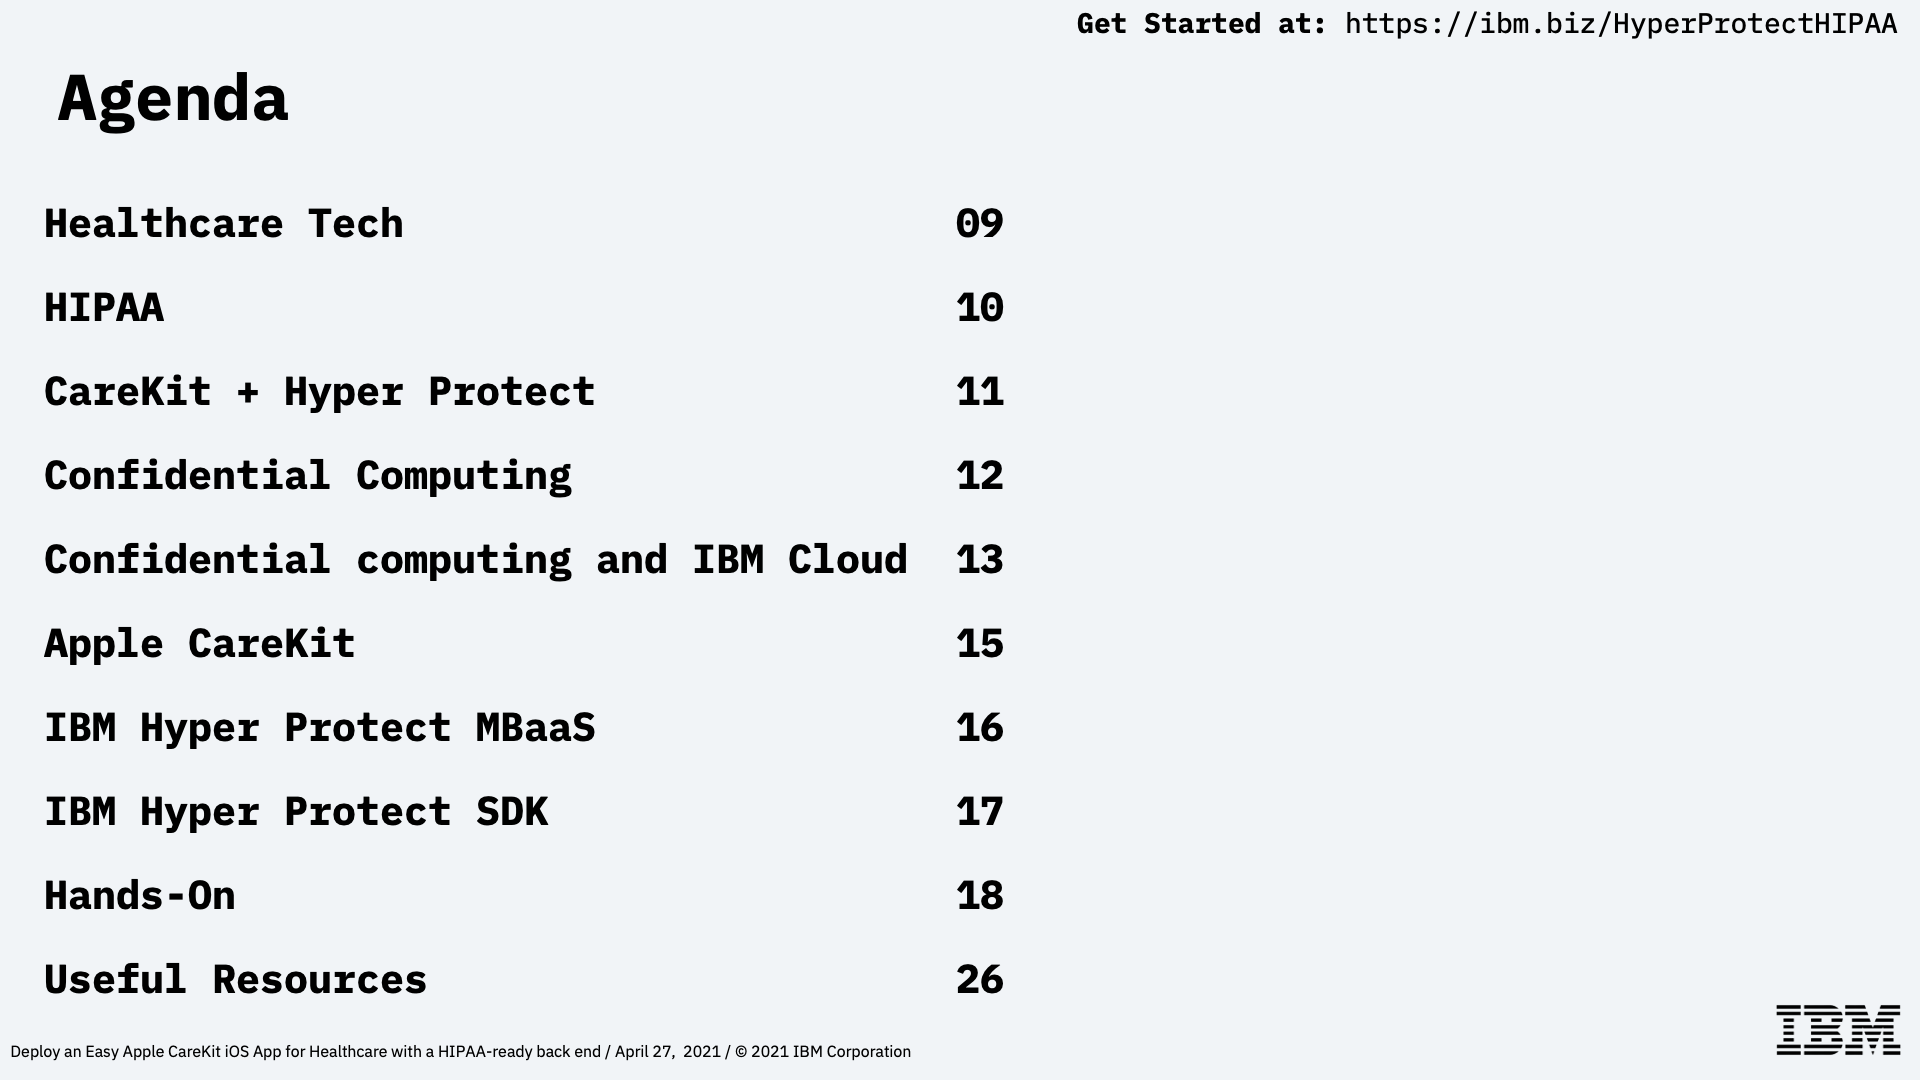 Get Started at: https://ibm.biz/HyperProtectHIPAA
Agenda
Healthcare Tech 09
HIPAA 10
CareKit + Hyper Protect 11
Confidential Computing 12
Confidential computing and IBM Cloud 13
Apple CareKit 15
IBM Hyper Protect MBaaS 16
IBM Hyper Protect SDK 17
Hands-On 18
Useful Resources 26
Deploy an Easy Apple CareKit iOS App for Healthcare with a HIPAA-ready back end / April 27, 2021 / © 2021 IBM Corporation
IBM